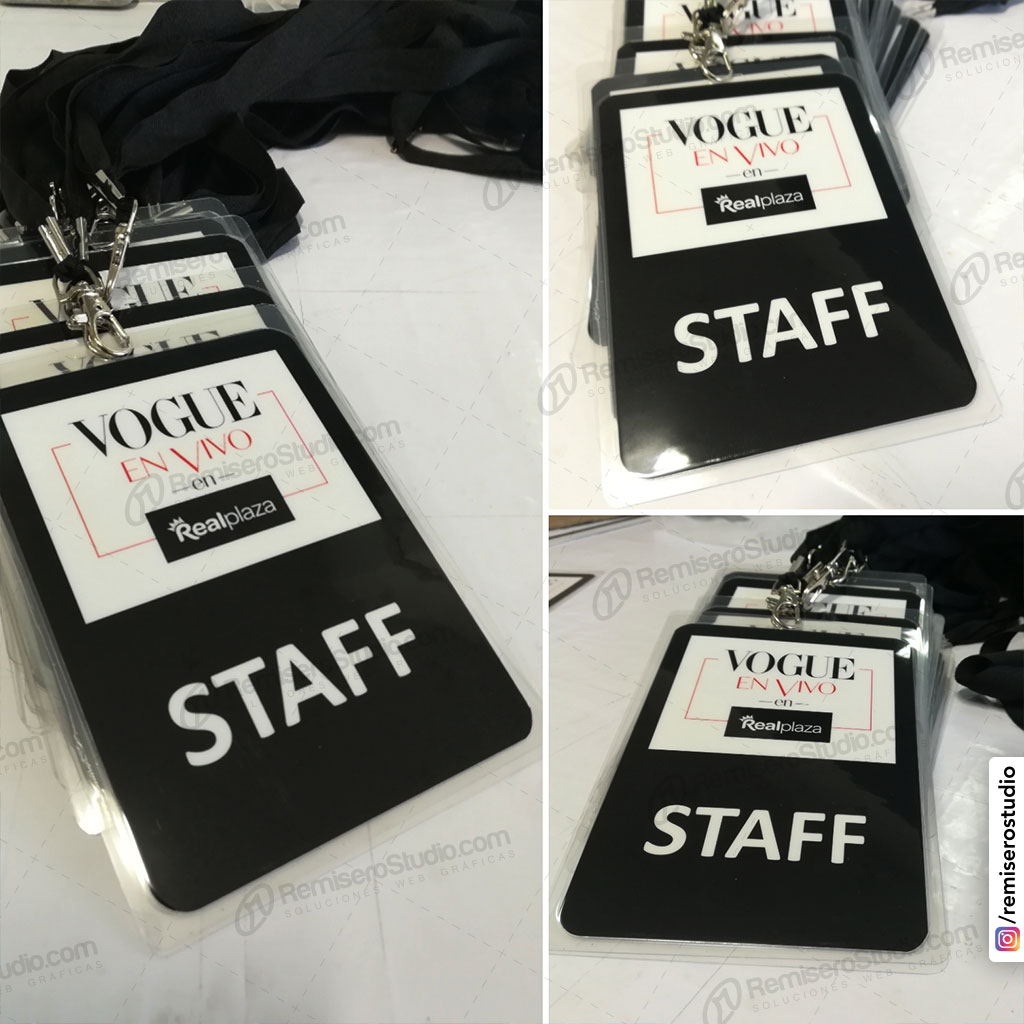 VOGUE
EN VIVO
en
Realplaza
STAFF
VOGUE
EN VIVO
en
Realplaza
STAFF
VOGUE
EN VIVO
en
Realplaza
STAFF
/remiserostudio
RemiseroStudio.com
SOLUCIONES WEB GRÁFICAS